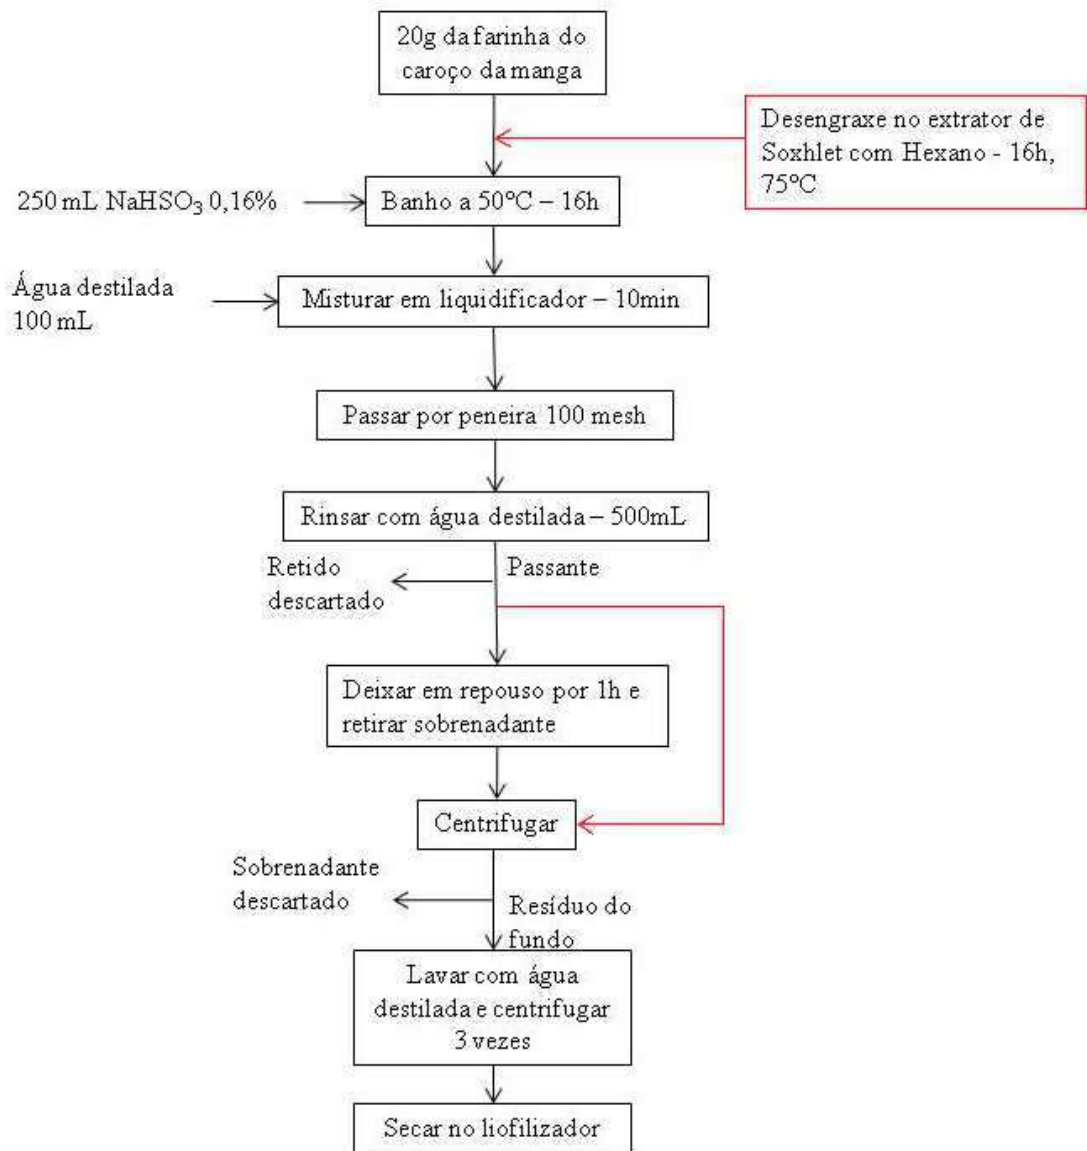 20g da farinha do
caroço da manga
Desengraxe no extrator de
Soxhlet com Hexano - 16h,
75°C
250 mL NaHSO₃ 0,16%
Banho a 50°C – 16h
Água destilada
100 mL
Misturar em liquidificador – 10min
Passar por peneira 100 mesh
Rinsar com água destilada – 500mL
Retido
descartado
Passante
Deixar em repouso por 1h e
retirar sobrenadante
Centrifugar
Sobrenadante
descartado
Resíduo do
fundo
Lavar com água
destilada e centrifugar
3 vezes
Secar no liofilizador